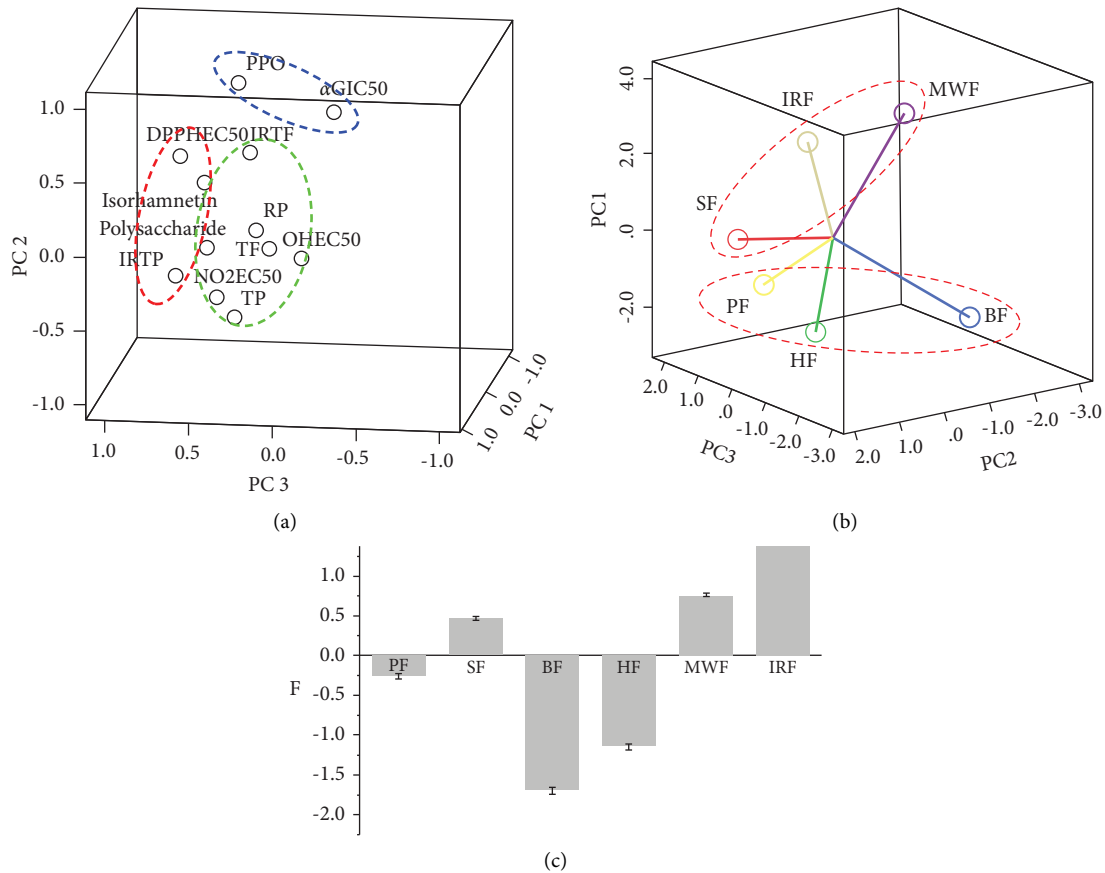 PPO
αGIC50
DPPHEC50
IRTF
Isorhamnetin
RP
Polysaccharide
TF
OHEC50
IRTP
NO2EC50
TP
1.0
0.5
0.0
-0.5
-1.0
PC 2
1.0
0.5
0.0
-0.5
-1.0
PC 3
-1.0
0.0
1.0
PC 1
(a)
4.0
2.0
.0
-2.0
PC1
IRF
MWF
SF
PF
HF
BF
2.0
1.0
.0
-1.0
-2.0
-3.0
PC3
2.0
1.0
.0
-1.0
-2.0
-3.0
PC2
(b)
1.0
0.5
0.0
-0.5
-1.0
-1.5
-2.0
F
PF
SF
BF
HF
MWF
IRF
(c)